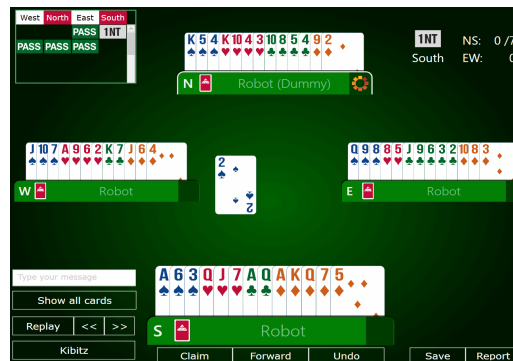 West North East South
PASS 1NT
PASS PASS PASS
K 5 4 K 10 4 3 10 8 5 4 9 2
N Robot (Dummy)
1NT NS: 0 /7
South EW: 0
J 10 7 A 9 6 2 K 7 J 6 4
W Robot
2
2
Q 9 8 8 5 J 9 6 3 2 10 8 3
E Robot
Type your message
Show all cards
Replay << >>
Kibitz
A 6 3 Q J 7 A Q A K Q 7 5
S Robot
Claim Forward Undo Save Report